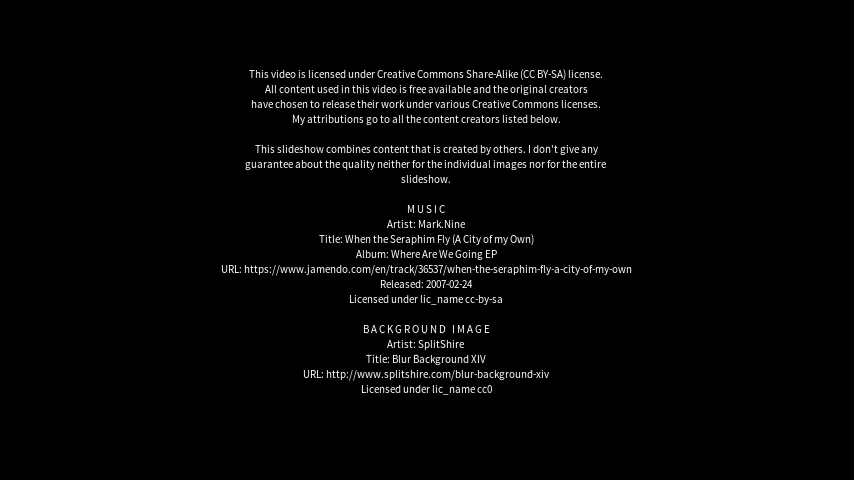 This video is licensed under Creative Commons Share-Alike (CC BY-SA) license.
All content used in this video is free available and the original creators
have chosen to release their work under various Creative Commons licenses.
My attributions go to all the content creators listed below.
This slideshow combines content that is created by others. I don't give any
guarantee about the quality neither for the individual images nor for the entire
slideshow.
MUSIC
Artist: Mark.Nine
Title: When the Seraphim Fly (A City of my Own)
Album: Where Are We Going EP
URL: https://www.jamendo.com/en/track/36537/when-the-seraphim-fly-a-city-of-my-own
Released: 2007-02-24
Licensed under lic_name cc-by-sa
BACKGROUND IMAGE
Artist: SplitShire
Title: Blur Background XIV
URL: http://www.splitshire.com/blur-background-xiv
Licensed under lic_name cc0